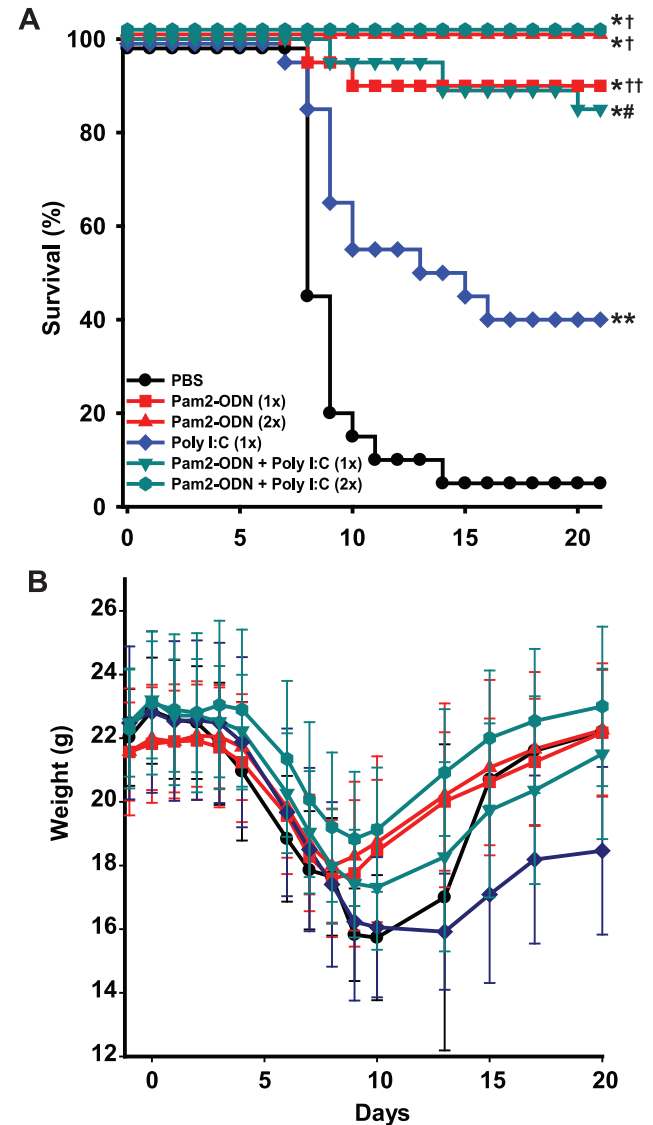 A
Survival (%)
100
80
60
40
20
0
*†
*†
*††
*#
**
PBS
Pam2-ODN (1x)
Pam2-ODN (2x)
Poly I:C (1x)
Pam2-ODN + Poly I:C (1x)
Pam2-ODN + Poly I:C (2x)
0 5 10 15 20
B
Weight (g)
26
24
22
20
18
16
14
12
0 5 10 15 20
Days